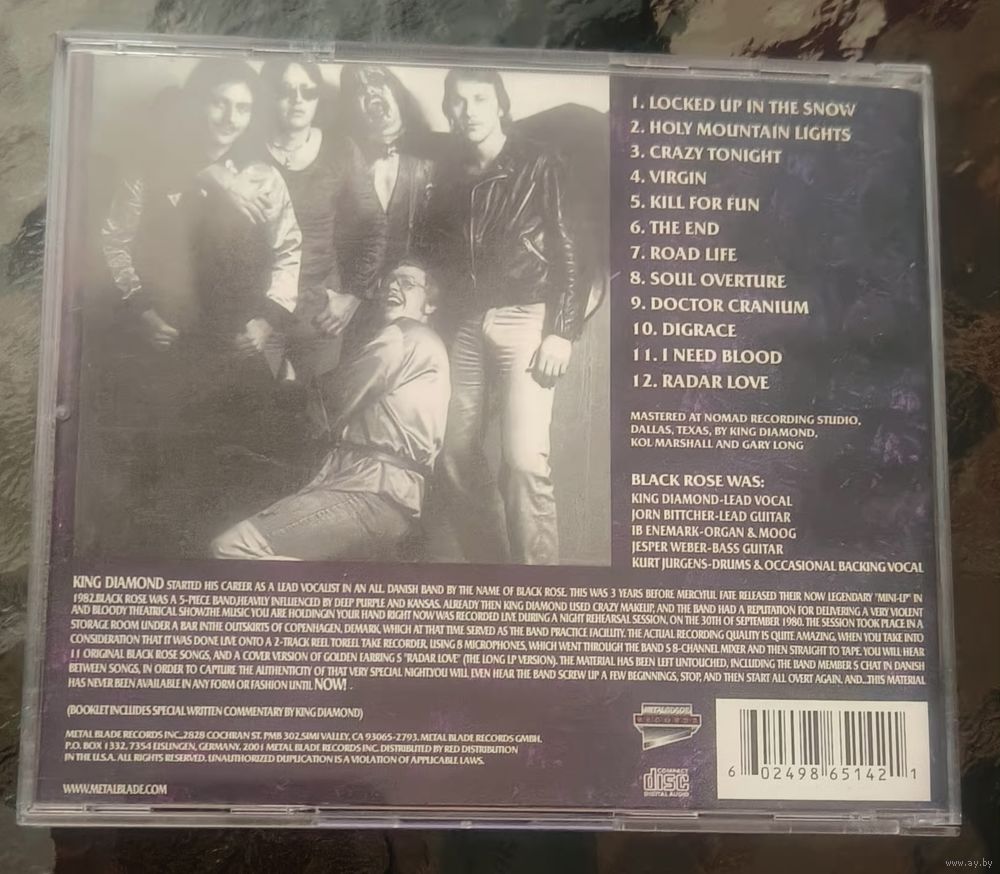 1. LOCKED UP IN THE SNOW
2. HOLY MOUNTAIN LIGHTS
3. CRAZY TONIGHT
4. VIRGIN
5. KILL FOR FUN
6. THE END
7. ROAD LIFE
8. SOUL OVERTURE
9. DOCTOR CRANIUM
10. DIGRACE
11. I NEED BLOOD
12. RADAR LOVE
MASTERED AT NOMAD RECORDING STUDIO,
DALLAS, TEXAS, BY KING DIAMOND,
KOL MARSHALL AND GARY LONG
BLACK ROSE WAS:
KING DIAMOND-LEAD VOCAL
JORN BITTCHER-LEAD GUITAR
IB ENEMARK-ORGAN & MOOG
JESPER WEBER-BASS GUITAR
KURT JURGENS-DRUMS & OCCASIONAL BACKING VOCAL
KING DIAMOND STARTED HIS CAREER AS A LEAD VOCALIST IN AN ALL DANISH BAND BY THE NAME OF BLACK ROSE. THIS WAS 3 YEARS BEFORE MERCYFUL FATE RELEASED THEIR NOW LEGENDARY "MINI-LP" IN
1982.BLACK ROSE WAS A 5-PIECE BAND,HEAVILY INFLUENCED BY DEEP PURPLE AND KANSAS. ALREADY THEN KING DIAMOND USED CRAZY MAKEUP, AND THE BAND HAD A REPUTATION FOR DELIVERING A VERY VIOLENT
AND BLOODY THEATRICAL SHOW.THE MUSIC YOU ARE HOLDINGIN YOUR HAND RIGHT NOW WAS RECORDED LIVE DURING A NIGHT REHEARSAL SESSION, ON THE 30TH OF SEPTEMBER 1980. THE SESSION TOOK PLACE IN A
STORAGE ROOM UNDER A BAR INTHE OUTSKIRTS OF COPENHAGEN, DEMARK, WHICH AT THAT TIME SERVED AS THE BAND PRACTICE FACILITY. THE ACTUAL RECORDING QUALITY IS QUITE AMAZING, WHEN YOU TAKE INTO
CONSIDERATION THAT IT WAS DONE LIVE ONTO A 2-TRACK REEL TOREEL TAKE RECORDER, USING 8 MICROPHONES, WHICH WENT THROUGH THE BAND S 8-CHANNEL MIXER AND THEN STRAIGHT TO TAPE. YOU WILL HEAR
11 ORIGINAL BLACK ROSE SONGS, AND A COVER VERSION OF GOLDEN EARRING S "RADAR LOVE" (THE LONG LP VERSION). THE MATERIAL HAS BEEN LEFT UNTOUCHED, INCLUDING THE BAND MEMBER S CHAT IN DANISH
BETWEEN SONGS, IN ORDER TO CAPTURE THE AUTHENTICITY OF THAT VERY SPECIAL NIGHT.YOU WILL EVEN HEAR THE BAND SCREW UP A FEW BEGINNINGS, STOP, AND THEN START ALL OVERT AGAIN. AND...THIS MATERIAL
HAS NEVER BEEN AVAILABLE IN ANY FORM OR FASHION UNTIL NOW! .
(BOOKLET INCLUDES SPECIAL WRITTEN COMMENTARY BY KING DIAMOND)
METAL BLADE RECORDS INC.,2828 COCHRAN ST. PMB 302,SIMI VALLEY, CA 93065-2793. METAL BLADE RECORDS GMBH,
P.O. BOX 1332, 7354 EISLINGEN, GERMANY. 2001 METAL BLADE RECORDS INC. DISTRIBUTED BY RED DISTRIBUTION
IN THE U.S.A. ALL RIGHTS RESERVED. UNAUTHORIZED DUPLICATION IS A VIOLATION OF APPLICABLE LAWS.
WWW.METALBLADE.COM
METAL BLADE
RECORDS
COMPACT
disc
DIGITAL AUDIO
6 02498 65142 1
www.ay.by